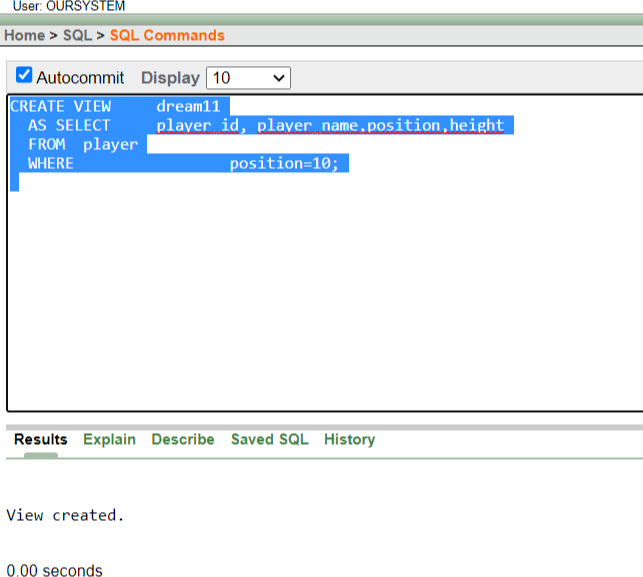 User: OURSYSTEM
Home > SQL > SQL Commands
Autocommit Display 10
CREATE VIEW dream11
AS SELECT player_id, player_name,position,height
FROM player
WHERE position=10;
Results Explain Describe Saved SQL History
View created.
0.00 seconds